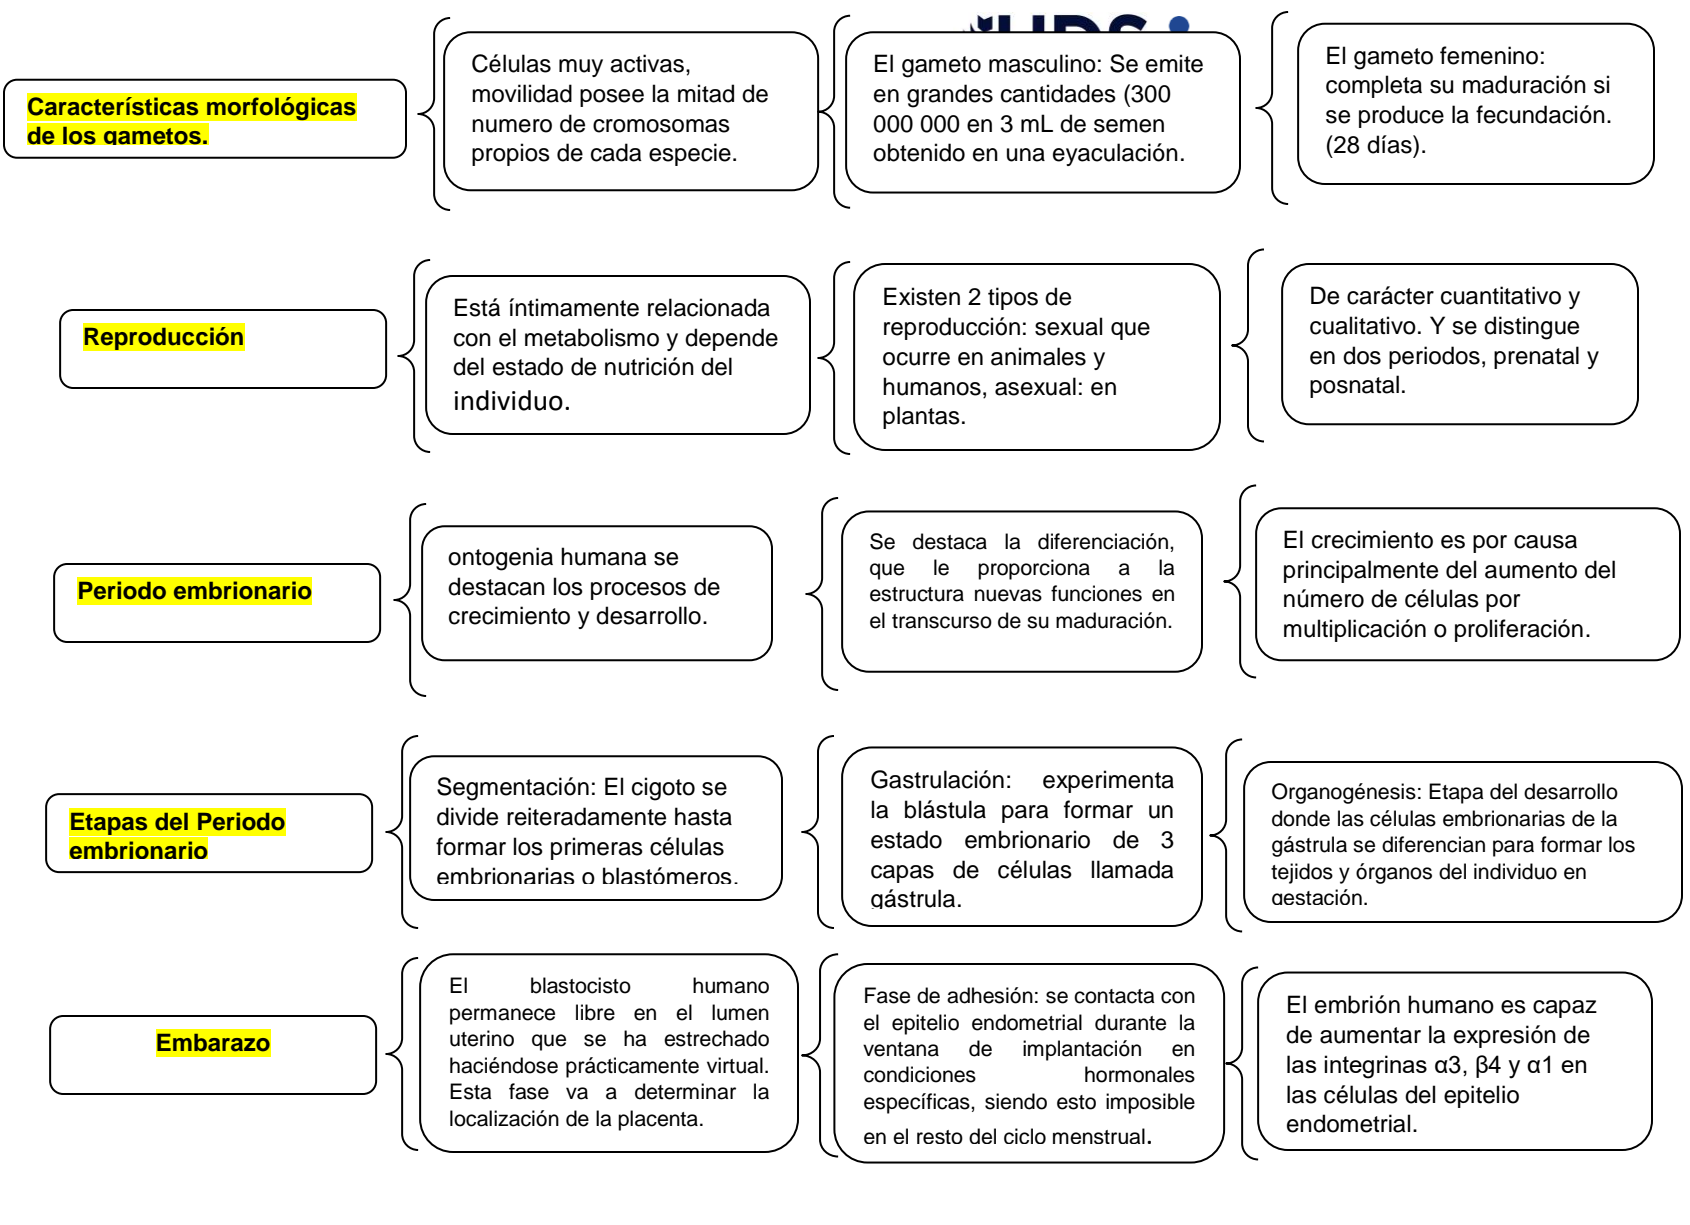 UDS
Características morfológicas
de los gametos.
Células muy activas,
movilidad posee la mitad de
numero de cromosomas
propios de cada especie.
El gameto masculino: Se emite
en grandes cantidades (300
000 000 en 3 mL de semen
obtenido en una eyaculación.
El gameto femenino:
completa su maduración si
se produce la fecundación.
(28 días).
Reproducción
Está íntimamente relacionada
con el metabolismo y depende
del estado de nutrición del
individuo.
Existen 2 tipos de
reproducción: sexual que
ocurre en animales y
humanos, asexual: en
plantas.
De carácter cuantitativo y
cualitativo. Y se distingue
en dos periodos, prenatal y
posnatal.
Periodo embrionario
ontogenia humana se
destacan los procesos de
crecimiento y desarrollo.
Se destaca la diferenciación,
que le proporciona a la
estructura nuevas funciones en
el transcurso de su maduración.
El crecimiento es por causa
principalmente del aumento del
número de células por
multiplicación o proliferación.
Etapas del Periodo
embrionario
Segmentación: El cigoto se
divide reiteradamente hasta
formar los primeras células
embrionarias o blastómeros.
Gastrulación: experimenta
la blástula para formar un
estado embrionario de 3
capas de células llamada
gástrula.
Organogénesis: Etapa del desarrollo
donde las células embrionarias de la
gástrula se diferencian para formar los
tejidos y órganos del individuo en
gestación.
Embarazo
El blastocisto humano
permanece libre en el lumen
uterino que se ha estrechado
haciéndose prácticamente virtual.
Esta fase va a determinar la
localización de la placenta.
Fase de adhesión: se contacta con
el epitelio endometrial durante la
ventana de implantación en
condiciones hormonales
específicas, siendo esto imposible
en el resto del ciclo menstrual.
El embrión humano es capaz
de aumentar la expresión de
las integrinas α3, β4 y α1 en
las células del epitelio
endometrial.